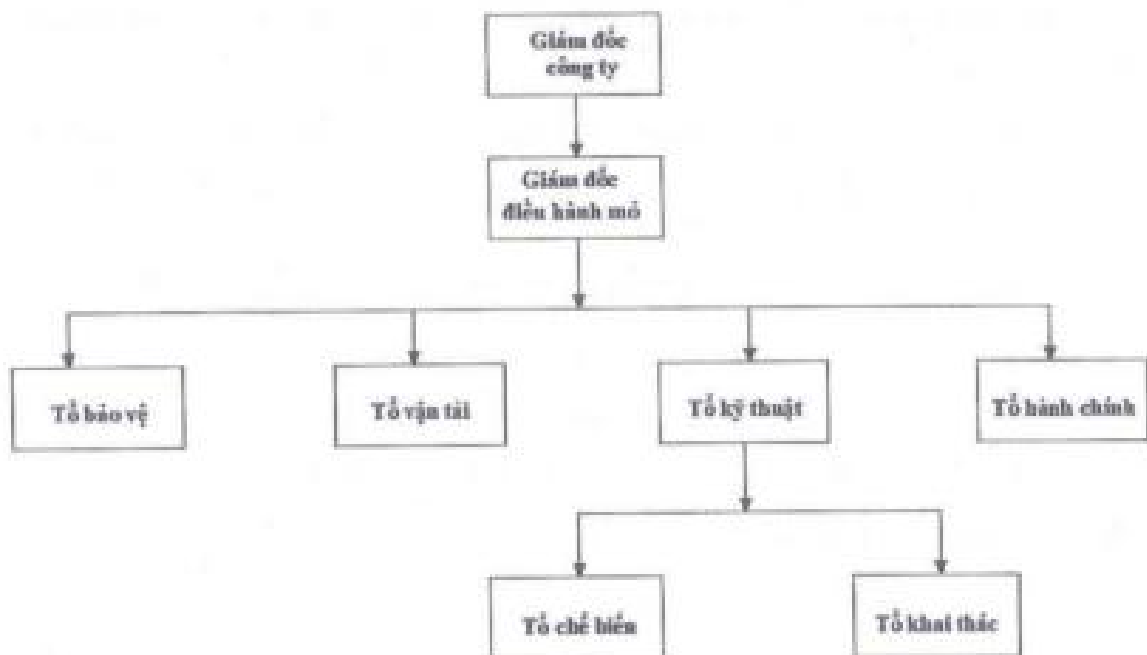 Giám đốc
công ty
Giám đốc
điều hành mỏ
Tổ bảo vệ
Tổ vận tải
Tổ kỹ thuật
Tổ hành chính
Tổ chế biến
Tổ khai thác